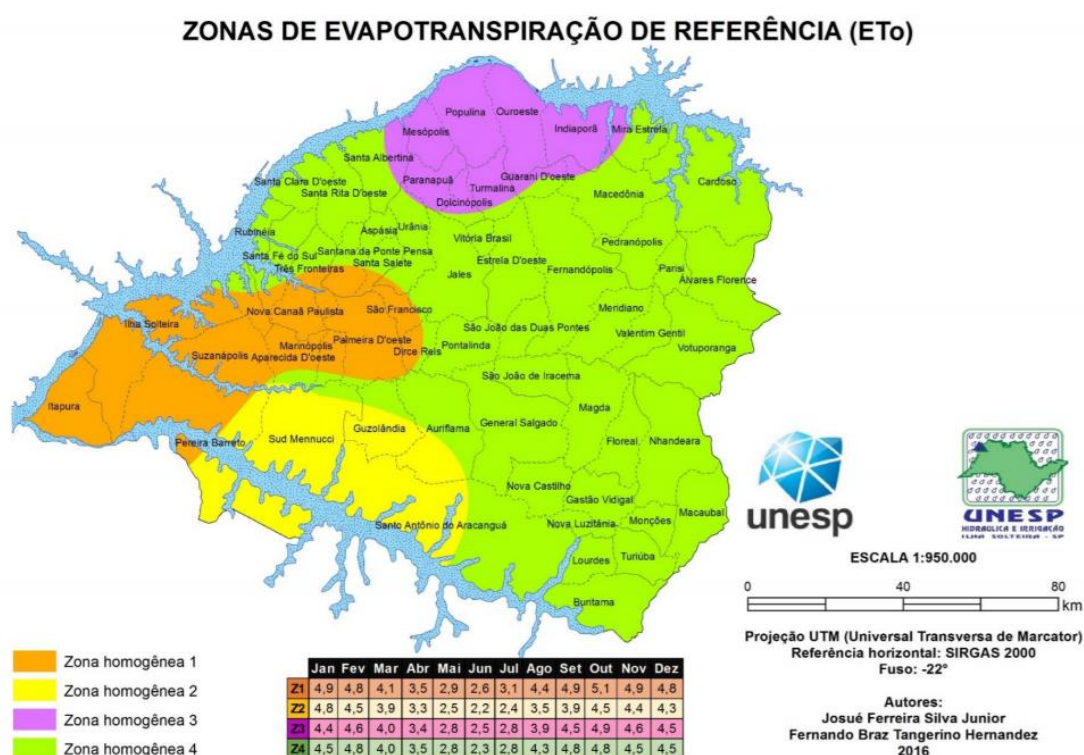 ZONAS DE EVAPOTRANSPIRAÇÃO DE REFERÊNCIA (ETo)
Populina
Ouroeste
Mesópolis
Indiaporã
Mira Estrela
Santa Albertina
Paranapuã
Guarani D'oeste
Turmalina
Santa Clara D'oeste
Santa Rita D'oeste
Dolcinópolis
Macedônia
Cardoso
Rubinéia
Aspásia
Urânia
Vitória Brasil
Pedranópolis
Santa Fé do Sul
Santana da Ponte Pensa
Santa Salete
Três Fronteiras
Jales
Estrela D'oeste
Fernandópolis
Parisi
Álvares Florence
Ilha Solteira
Nova Canaã Paulista
São Francisco
Meridiano
São João das Duas Pontes
Valentim Gentil
Suzanápolis
Marinópolis
Aparecida D'oeste
Palmeira D'oeste
Dirce Reis
Pontalinda
Votuporanga
São João de Iracema
Itapura
Magda
Pereira Barreto
Sud Mennucci
Guzolândia
Auriflama
General Salgado
Floreal
Nhandeara
Nova Castilho
Gastão Vidigal
Santo Antônio do Aracanguá
Nova Luzitânia
Monções
Macaubal
Lourdes
Turiúba
Buritama
unesp
UNESP
HIDRÁULICA E IRRIGAÇÃO
ILHA SOLTEIRA - SP
ESCALA 1:950.000
0 40 80
km
Projeção UTM (Universal Transversa de Marcator)
Referência horizontal: SIRGAS 2000
Fuso: -22°
Autores:
Josué Ferreira Silva Junior
Fernando Braz Tangerino Hernandez
2016
Zona homogênea 1
Zona homogênea 2
Zona homogênea 3
Zona homogênea 4
Jan Fev Mar Abr Mai Jun Jul Ago Set Out Nov Dez
Z1 4,9 4,8 4,1 3,5 2,9 2,6 3,1 4,4 4,9 5,1 4,9 4,8
Z2 4,8 4,5 3,9 3,3 2,5 2,2 2,4 3,5 3,9 4,5 4,4 4,3
Z3 4,4 4,6 4,0 3,4 2,8 2,5 2,8 3,9 4,5 4,9 4,6 4,5
Z4 4,5 4,8 4,0 3,5 2,8 2,3 2,8 4,3 4,8 4,8 4,5 4,5